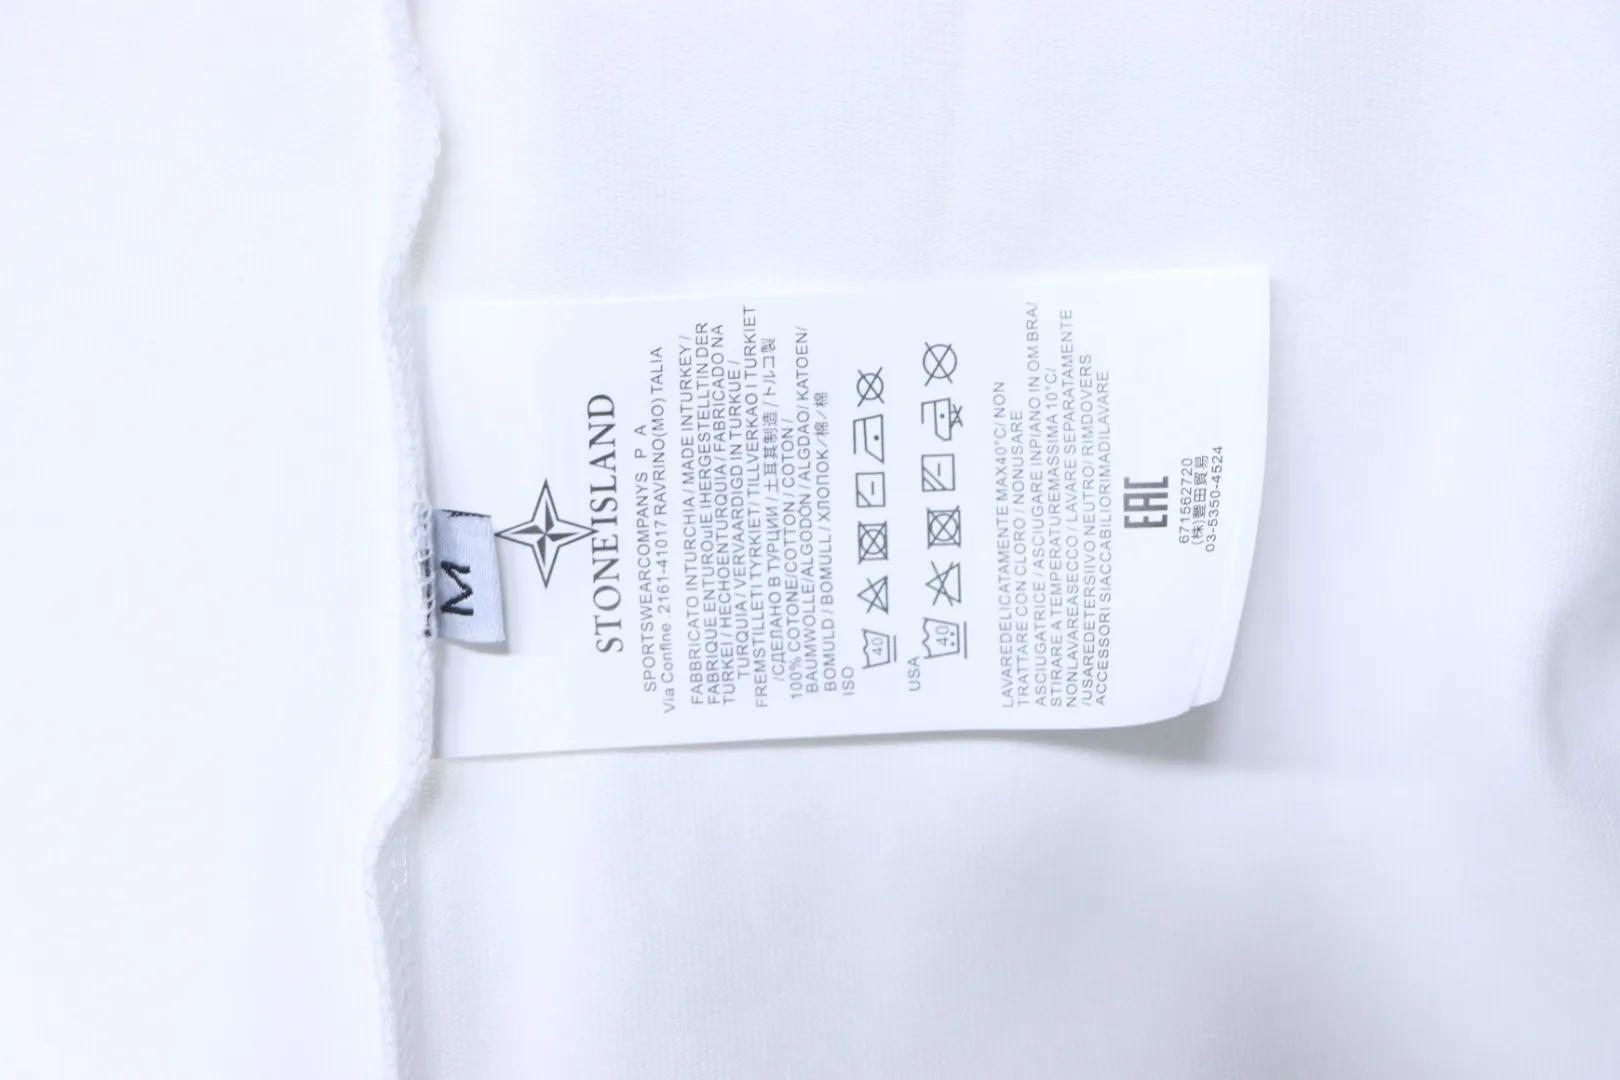 M
STONEISLAND
SPORTSWEARCOMPANYS P A
Via Confine : 2161-41017 RAVRINO(MO) TALIA
FABBRICATO INTURCHIA / MADE INTURKEY /
FABRIQUE ENTUROuIE IHERGESTELLTINDER
TURKEI / HECHOENTURQUIA / FABRICADO NA
TURQUIA / VERVAARDIGD IN TURKUE /
FREMSTILLETI TYRKIET / TILLVERKAO I TURKIET
/СДЕЛАНО В ТУРЦИИ / 土耳其制造 / トルコ製
100% COTONE/COTTON / COTON /
BAUMWOLLE/ALGODÓN / ALGDAO/ KATOEN/
BOMULD / BOMULL / ХЛОПОК / 棉 / 棉
ISO
40
USA
40
LAVAREDELICATAMENTE MAX40°C/ NON
TRATTARE CON CLORO / NONUSARE
ASCIUGATRICE / ASCIUGARE INPIANO IN OM BRA/
STIRARE A TEMPERATUREMASSIMA 10°C/
NONLAVAREASECCO / LAVARE SEPARATAMENTE
/USAREDETERSIIVO NEUTRO/ RIMDOVERS
ACCESSORI SIACCABILIORIMADILAVARE
EAC
671562720
(株)豊田貿易
03-5350-4524